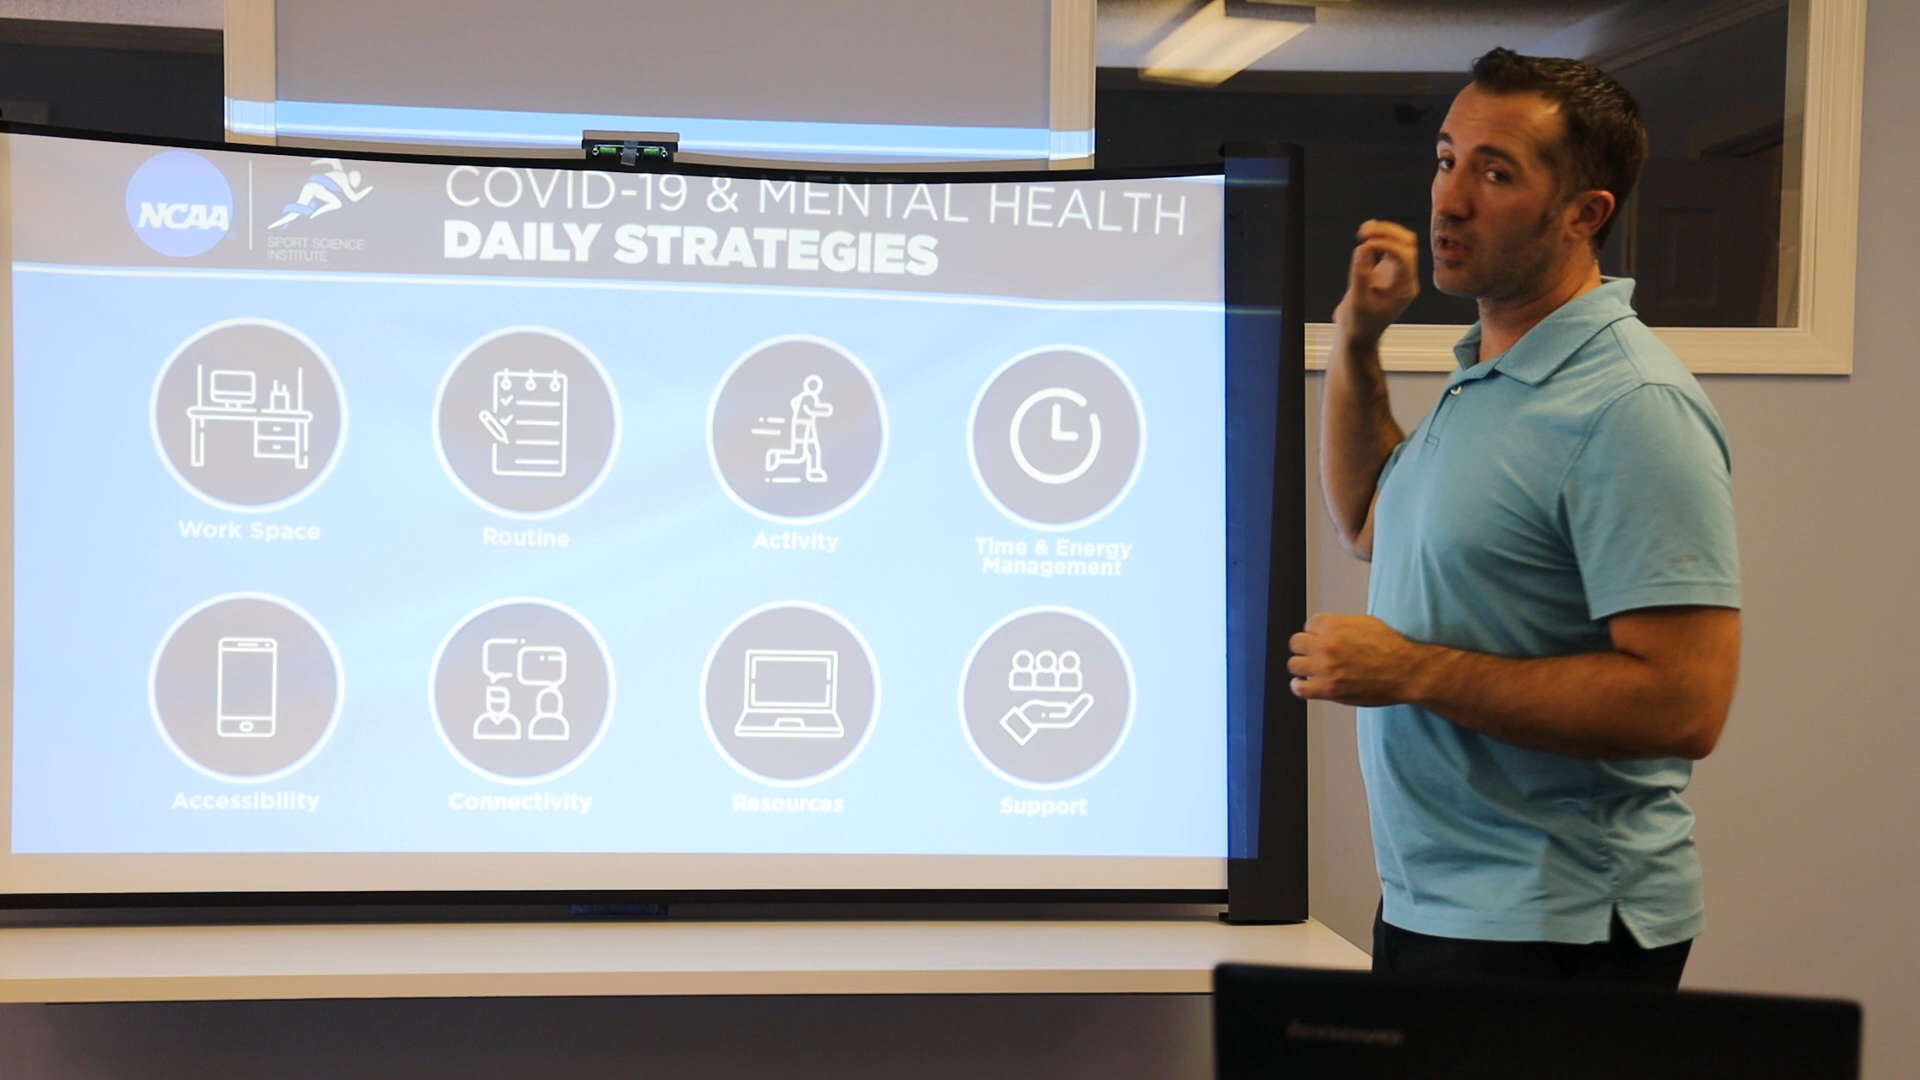 NCAA
SPORT SCIENCE
INSTITUTE
COVID-19 & MENTAL HEALTH
DAILY STRATEGIES
Work Space
Routine
Activity
Time & Energy
Management
Accessibility
Connectivity
Resources
Support
lenovo